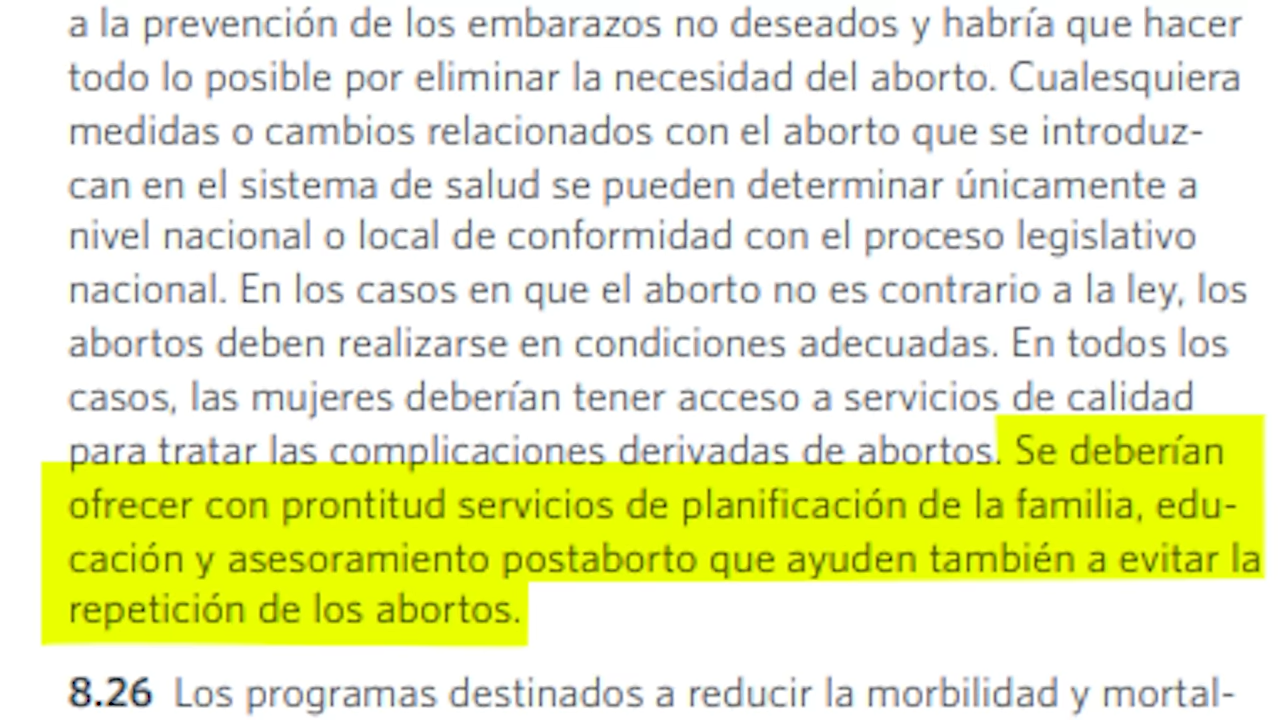 a la prevención de los embarazos no deseados y habría que hacer
todo lo posible por eliminar la necesidad del aborto. Cualesquiera
medidas o cambios relacionados con el aborto que se introduz-
can en el sistema de salud se pueden determinar únicamente a
nivel nacional o local de conformidad con el proceso legislativo
nacional. En los casos en que el aborto no es contrario a la ley, los
abortos deben realizarse en condiciones adecuadas. En todos los
casos, las mujeres deberían tener acceso a servicios de calidad
para tratar las complicaciones derivadas de abortos. Se deberían
ofrecer con prontitud servicios de planificación de la familia, edu-
cación y asesoramiento postaborto que ayuden también a evitar la
repetición de los abortos.
8.26 Los programas destinados a reducir la morbilidad y mortal-